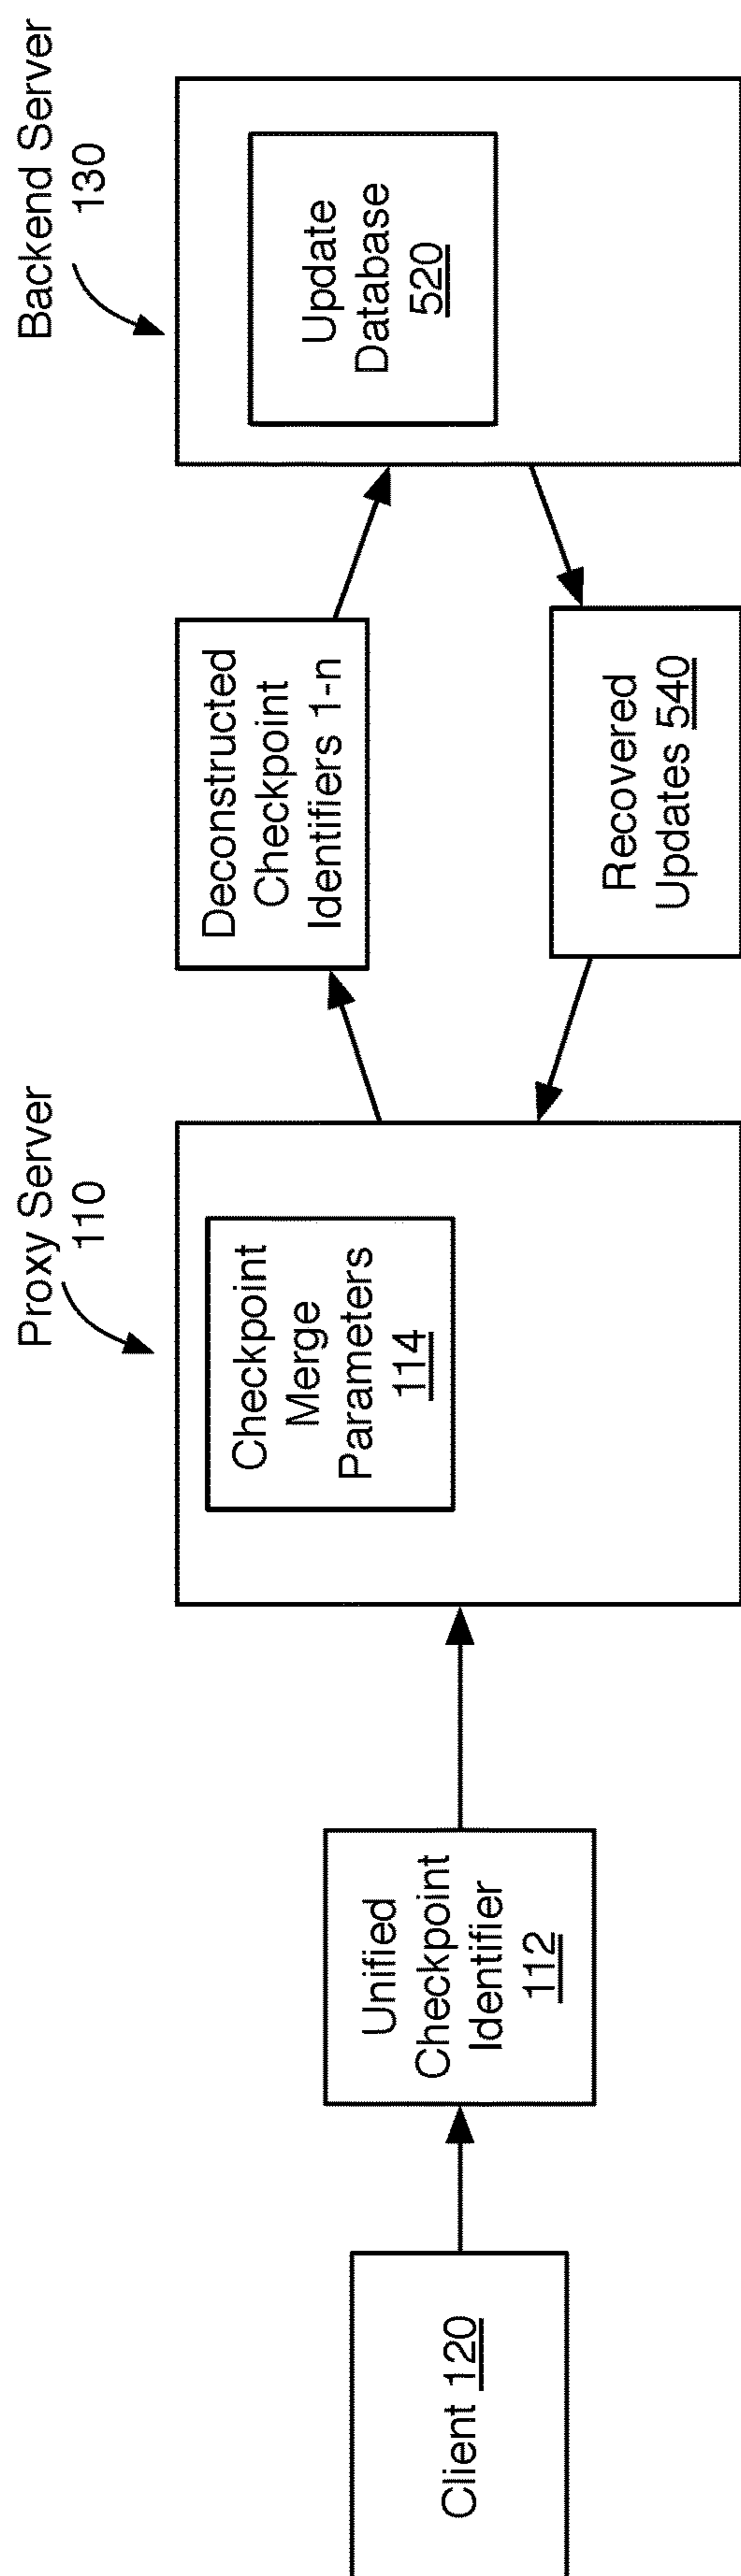 Client 120
Unified
Checkpoint
Identifier
112
Proxy Server
110
Checkpoint
Merge
Parameters
114
Deconstructed
Checkpoint
Identifiers 1-n
Recovered
Updates 540
Backend Server
130
Update
Database
520